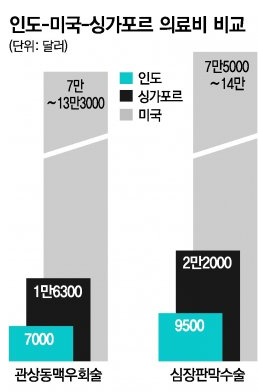 인도-미국-싱가포르 의료비 비교
(단위: 달러)
7만
~13만3000
7만5000
~14만
인도
싱가포르
미국
1만6300
7000
2만2000
9500
관상동맥우회술
심장판막수술